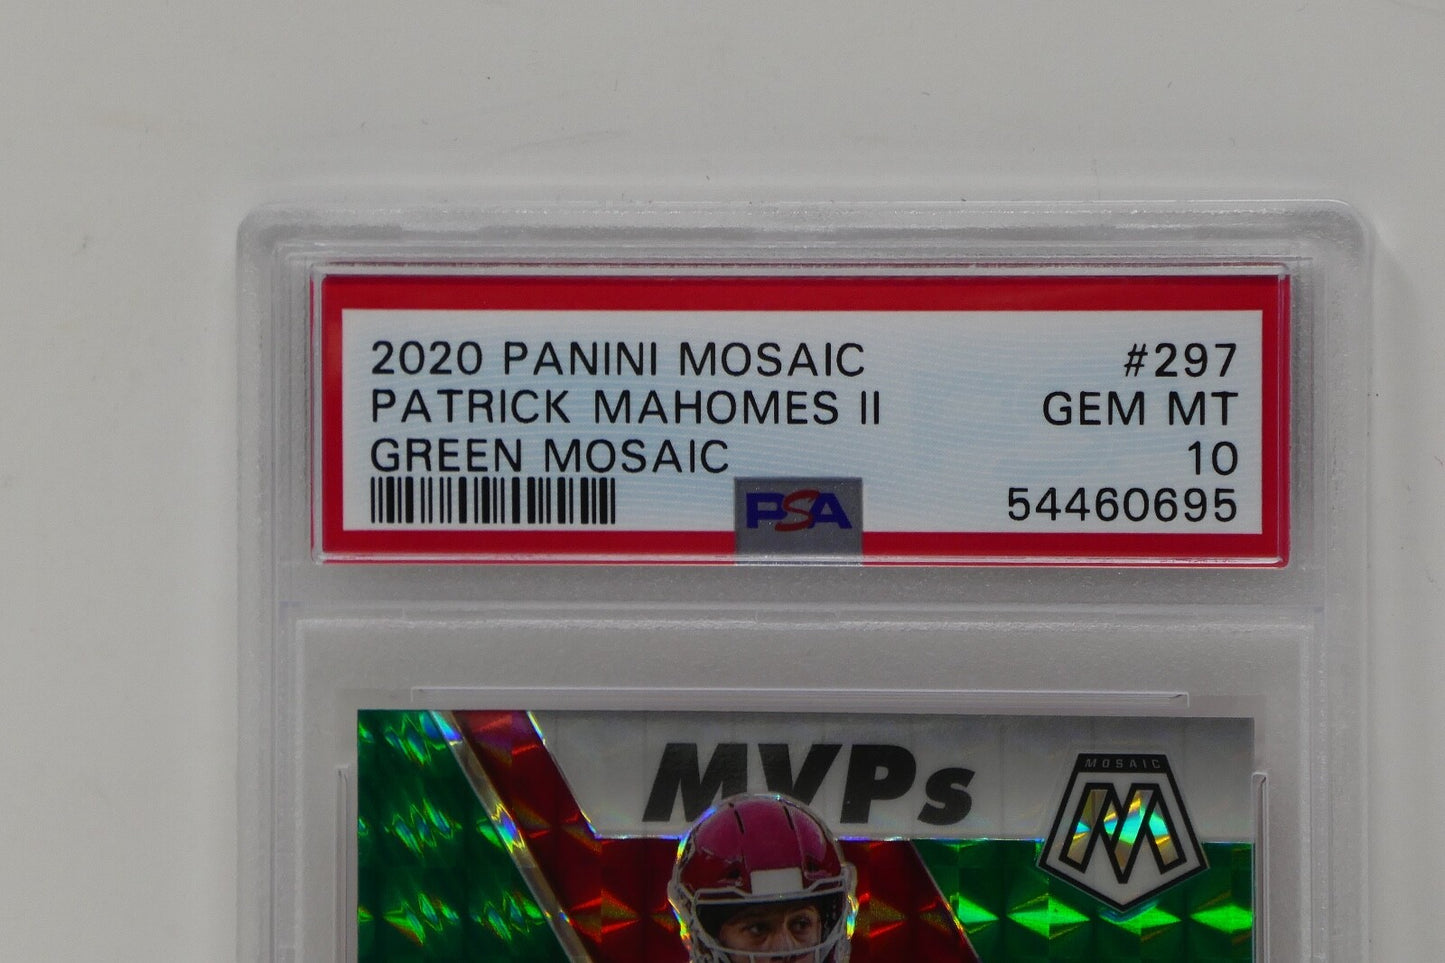 2020 PANINI MOSAIC #297
PATRICK MAHOMES II GEM MT
GREEN MOSAIC 10
PSA 54460695
MVPs
MOSAIC
M